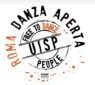 ROMA DANZA APERTA
FREE TO DANCE
UISP
PEOPLE